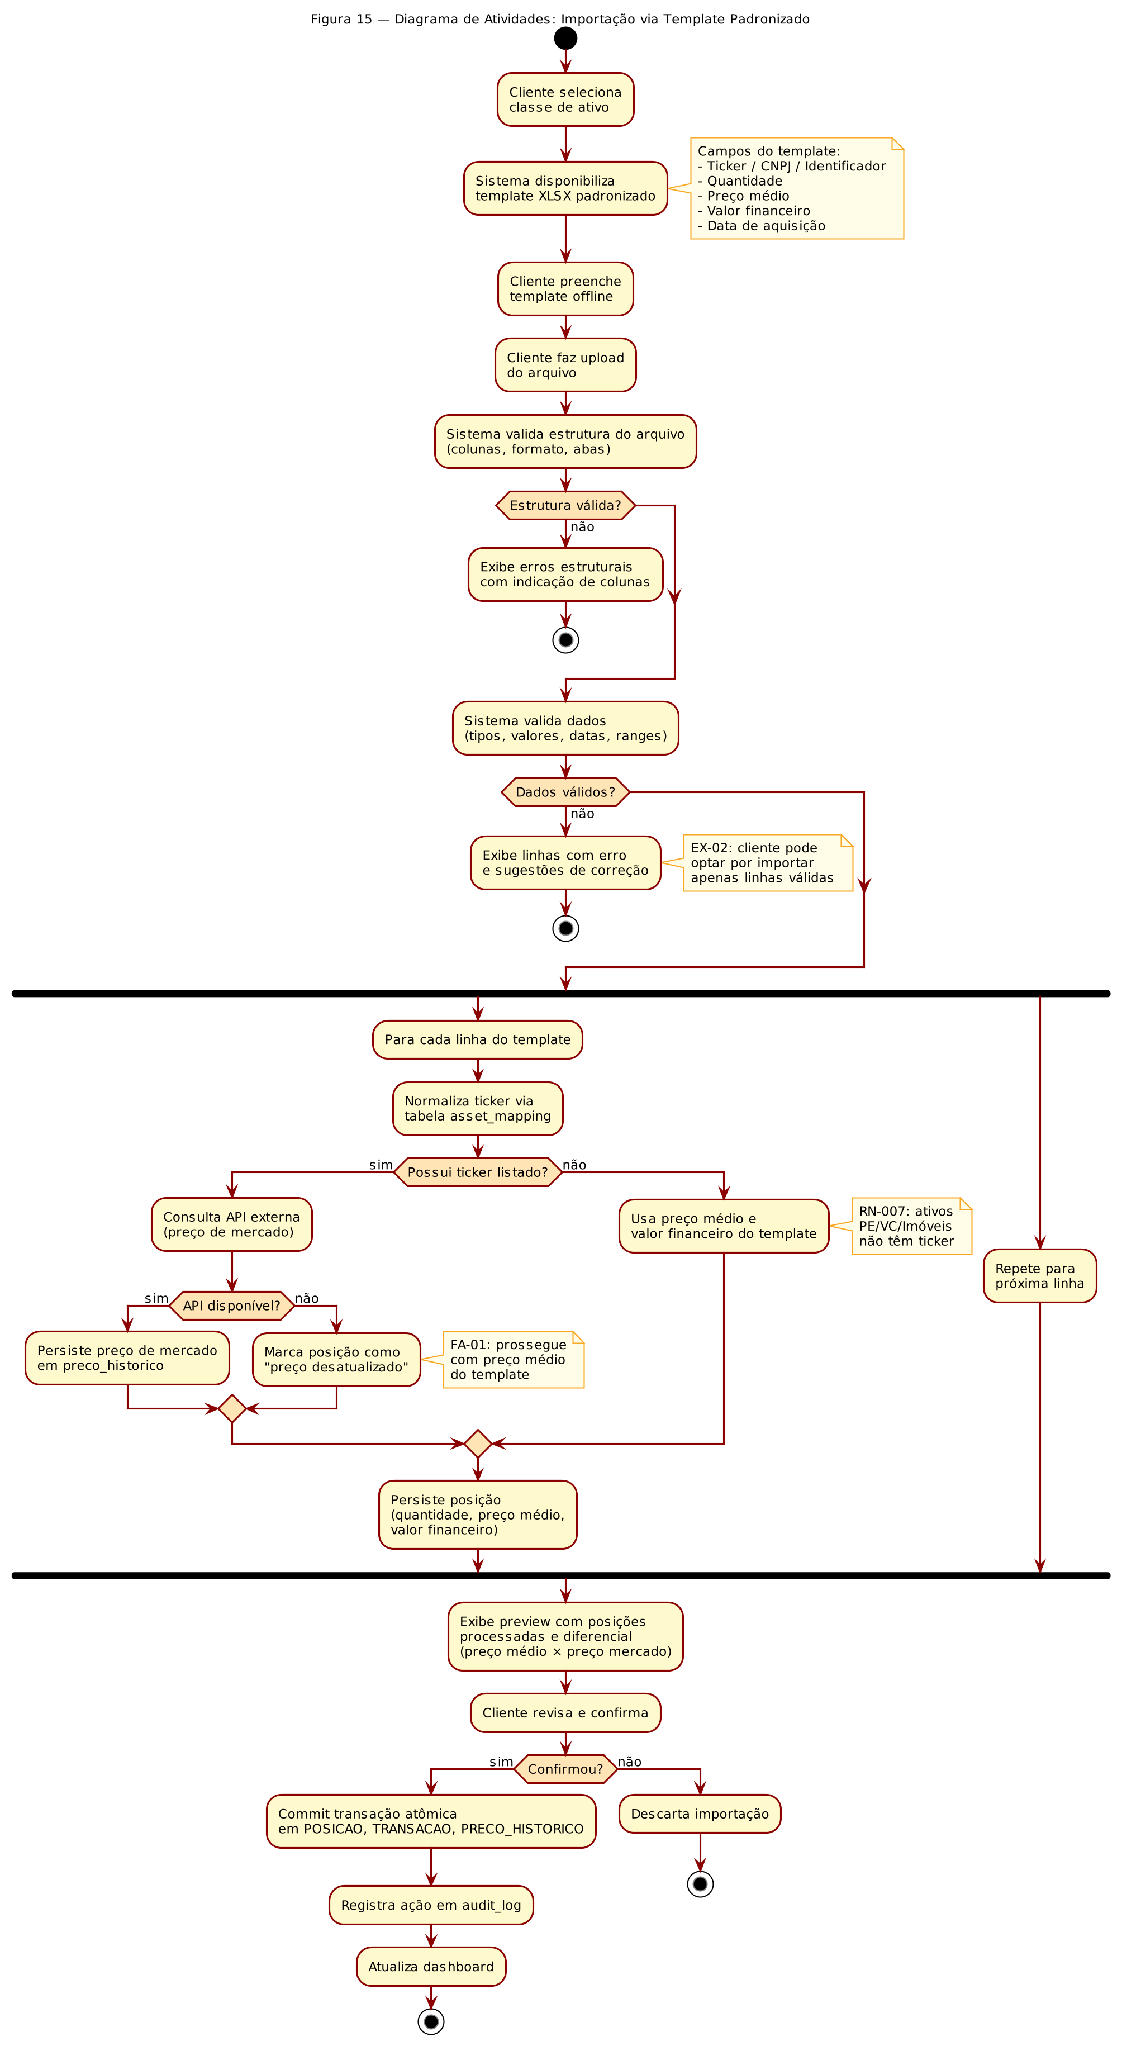 Figura 15 — Diagrama de Atividades: Importação via Template Padronizado
Cliente seleciona
classe de ativo
Sistema disponibiliza
template XLSX padronizado
Campos do template:
- Ticker / CNPJ / Identificador
- Quantidade
- Preço médio
- Valor financeiro
- Data de aquisição
Cliente preenche
template offline
Cliente faz upload
do arquivo
Sistema valida estrutura do arquivo
(colunas, formato, abas)
Estrutura válida?
não
Exibe erros estruturais
com indicação de colunas
Sistema valida dados
(tipos, valores, datas, ranges)
Dados válidos?
não
Exibe linhas com erro
e sugestões de correção
EX-02: cliente pode
optar por importar
apenas linhas válidas
Para cada linha do template
Normaliza ticker via
tabela asset_mapping
sim
Possui ticker listado?
não
Consulta API externa
(preço de mercado)
Usa preço médio e
valor financeiro do template
RN-007: ativos
PE/VC/Imóveis
não têm ticker
Repete para
próxima linha
sim
API disponível?
não
Persiste preço de mercado
em preco_historico
Marca posição como
"preço desatualizado"
FA-01: prossegue
com preço médio
do template
Persiste posição
(quantidade, preço médio,
valor financeiro)
Exibe preview com posições
processadas e diferencial
(preço médio × preço mercado)
Cliente revisa e confirma
sim
Confirmou?
não
Commit transação atômica
em POSICAO, TRANSACAO, PRECO_HISTORICO
Descarta importação
Registra ação em audit_log
Atualiza dashboard